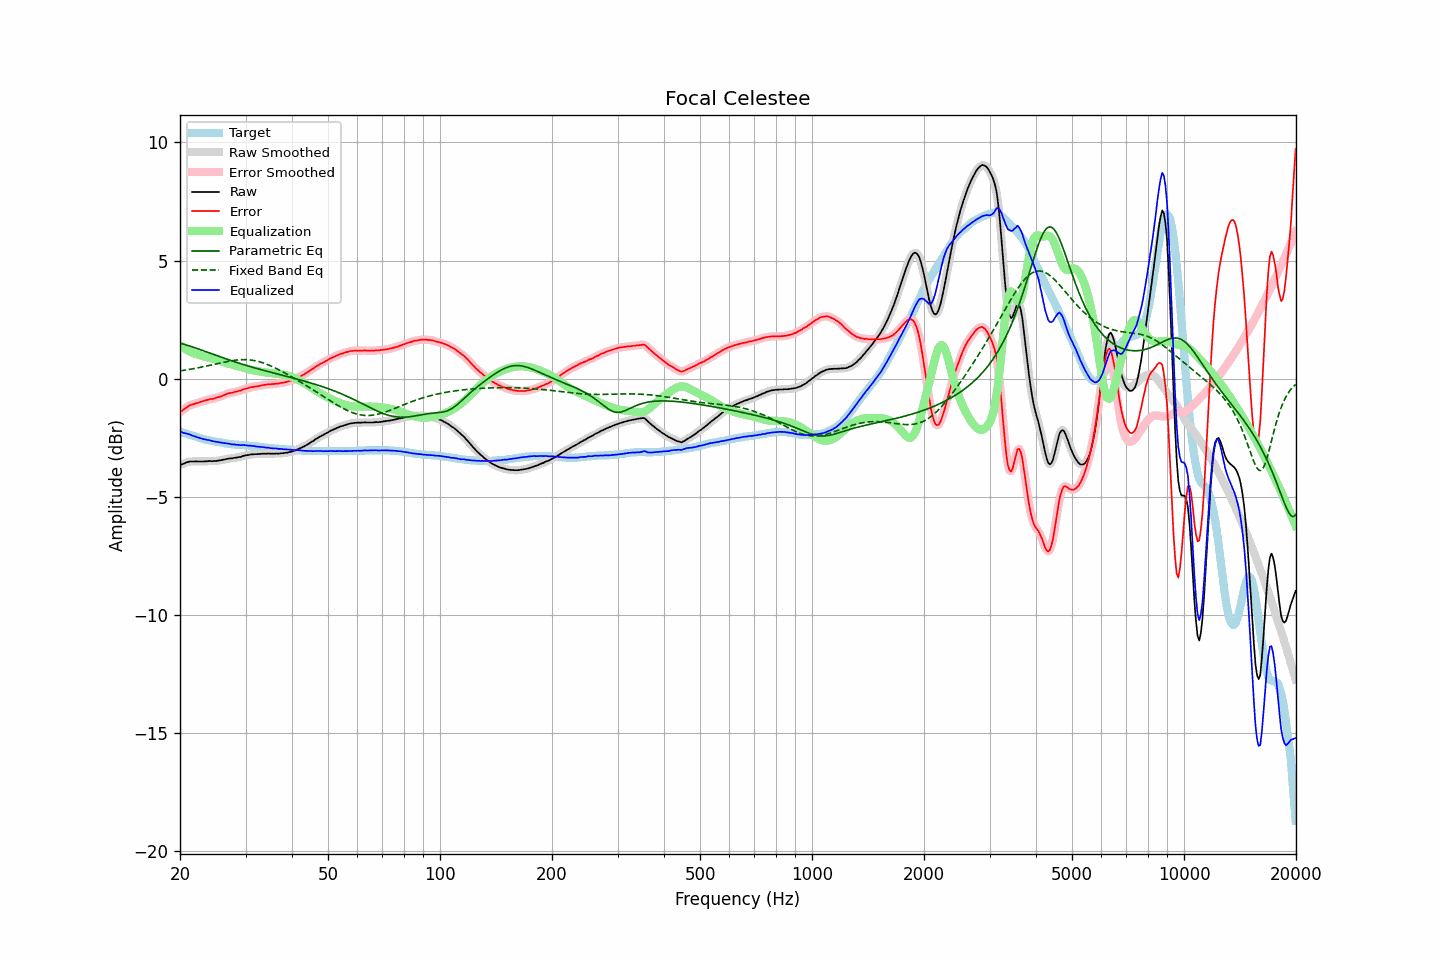 Focal Celestee
Target
Raw Smoothed
Error Smoothed
Raw
Error
Equalization
Parametric Eq
Fixed Band Eq
Equalized
10
5
0
−5
−10
−15
−20
Amplitude (dBr)
20 50 100 200 500 1000 2000 5000 10000 20000
Frequency (Hz)